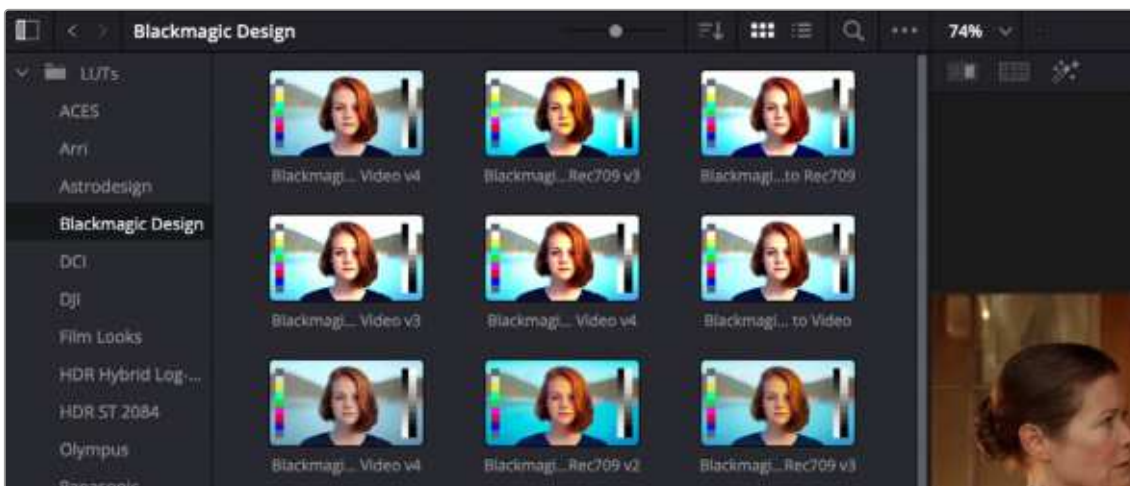 Blackmagic Design
74%
LUTs
ACES
Arri
Astrodesign
Blackmagic Design
DCI
DJI
Film Looks
HDR Hybrid Log-...
HDR ST 2084
Olympus
Panasonic
Blackmagi... Video v4
Blackmagi...Rec709 v3
Blackmagi...to Rec709
Blackmagi... Video v3
Blackmagi... Video v4
Blackmagi... to Video
Blackmagi... Video v4
Blackmagi...Rec709 v2
Blackmagi...Rec709 v3